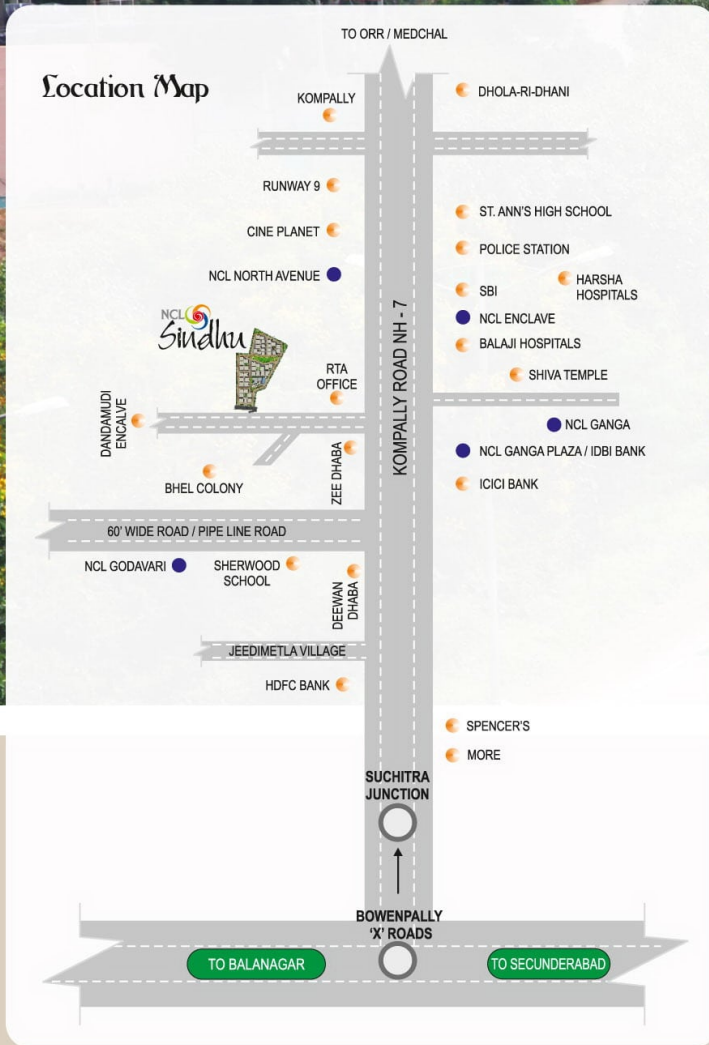 TO ORR / MEDCHAL
Location Map
KOMPALLY
DHOLA-RI-DHANI
RUNWAY 9
ST. ANN'S HIGH SCHOOL
CINE PLANET
POLICE STATION
NCL NORTH AVENUE
HARSHA
HOSPITALS
SBI
NCL ENCLAVE
NCL
Sindhu
BALAJI HOSPITALS
RTA
OFFICE
SHIVA TEMPLE
KOMPALLY ROAD NH - 7
DANDAMUDI
ENCALVE
NCL GANGA
NCL GANGA PLAZA / IDBI BANK
ZEE DHABA
BHEL COLONY
ICICI BANK
60' WIDE ROAD / PIPE LINE ROAD
NCL GODAVARI
SHERWOOD
SCHOOL
DEEWAN
DHABA
JEEDIMETLA VILLAGE
HDFC BANK
SPENCER'S
MORE
SUCHITRA
JUNCTION
BOWENPALLY
'X' ROADS
TO BALANAGAR
TO SECUNDERABAD